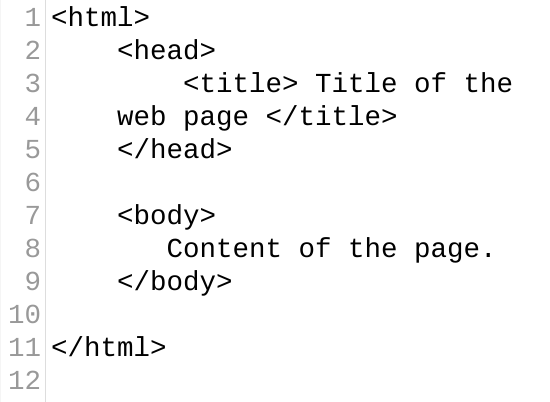 1 <html>
2     <head>
3         <title> Title of the
4     web page </title>
5     </head>
6
7     <body>
8        Content of the page.
9     </body>
10
11 </html>
12